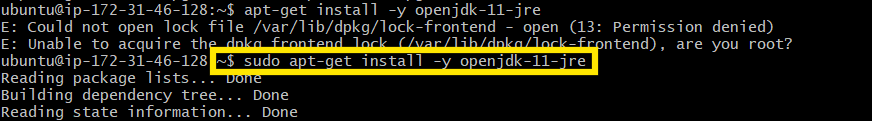 ubuntu@ip-172-31-46-128:~$ apt-get install -y openjdk-11-jre
E: Could not open lock file /var/lib/dpkg/lock-frontend - open (13: Permission denied)
E: Unable to acquire the dpkg frontend lock (/var/lib/dpkg/lock-frontend), are you root?
ubuntu@ip-172-31-46-128:~$ sudo apt-get install -y openjdk-11-jre
Reading package lists... Done
Building dependency tree... Done
Reading state information... Done